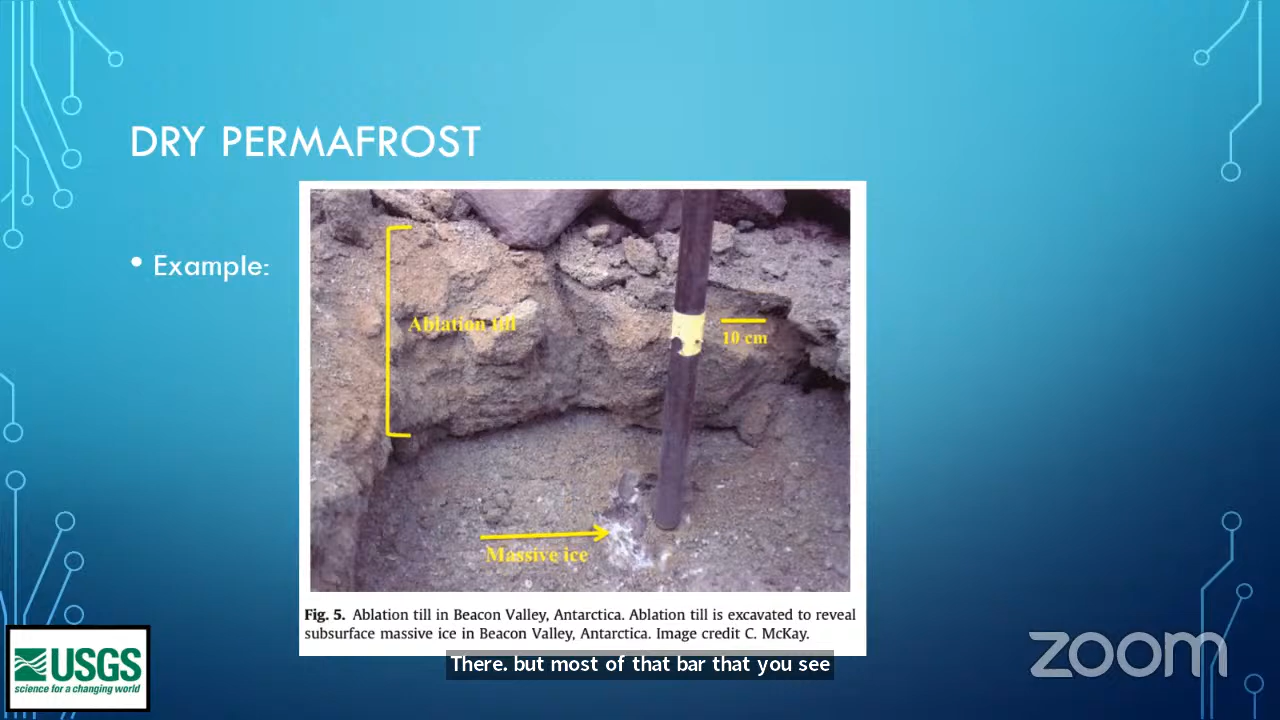 DRY PERMAFROST
• Example:
Ablation till
10 cm
Massive ice
Fig. 5. Ablation till in Beacon Valley, Antarctica. Ablation till is excavated to reveal
subsurface massive ice in Beacon Valley, Antarctica. Image credit C. McKay.
There. but most of that bar that you see
USGS
science for a changing world
zoom